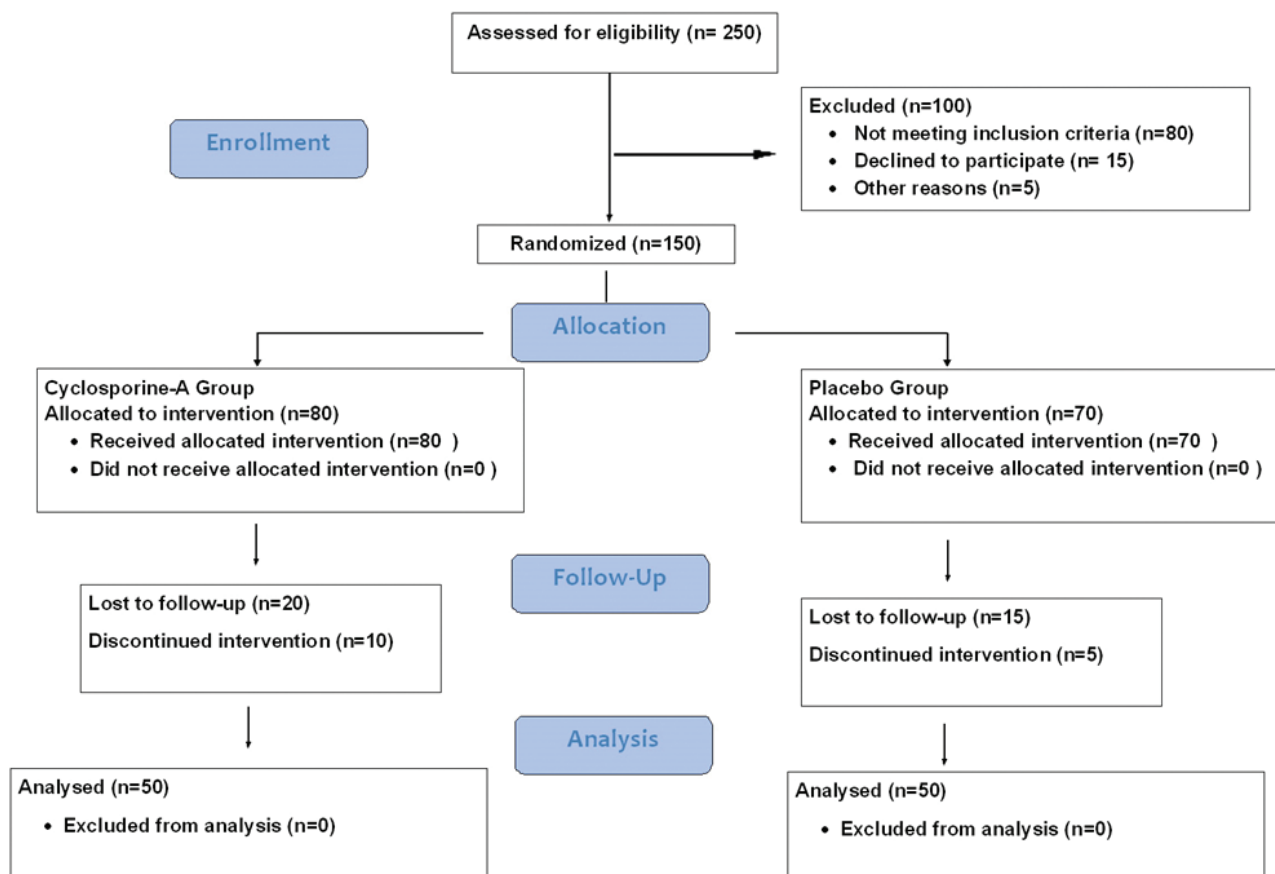 Assessed for eligibility (n= 250)
Excluded (n=100)
• Not meeting inclusion criteria (n=80)
• Declined to participate (n= 15)
• Other reasons (n=5)
Enrollment
Randomized (n=150)
Allocation
Cyclosporine-A Group
Allocated to intervention (n=80)
• Received allocated intervention (n=80 )
• Did not receive allocated intervention (n=0 )
Placebo Group
Allocated to intervention (n=70)
• Received allocated intervention (n=70 )
• Did not receive allocated intervention (n=0 )
Follow-Up
Lost to follow-up (n=20)
Discontinued intervention (n=10)
Lost to follow-up (n=15)
Discontinued intervention (n=5)
Analysis
Analysed (n=50)
• Excluded from analysis (n=0)
Analysed (n=50)
• Excluded from analysis (n=0)